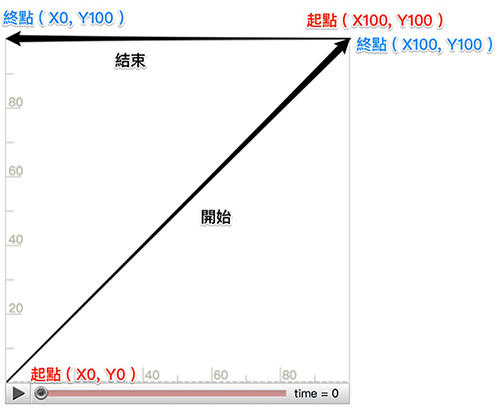 終點 ( X0, Y100 )
起點 ( X100, Y100 )
終點 ( X100, Y100 )
結束
80
60
開始
40
20
起點 ( X0, Y0 )
40
60
80
time = 0